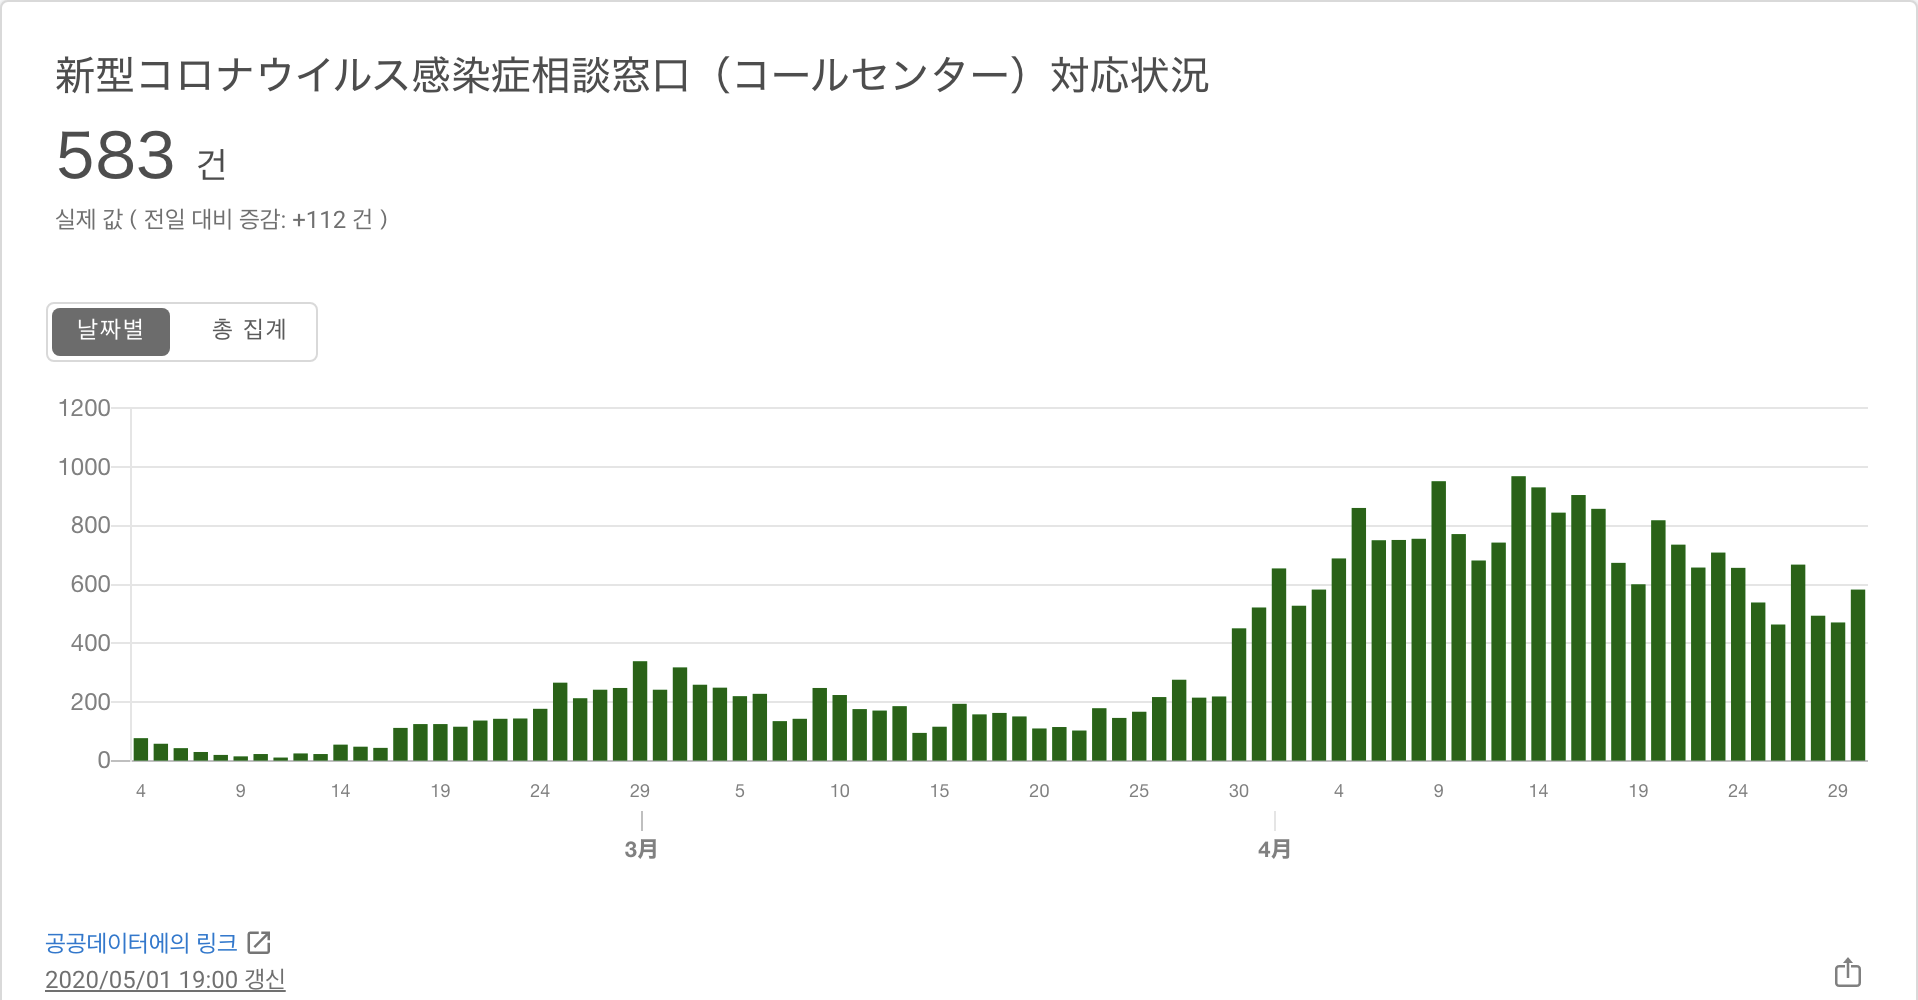 新型コロナウイルス感染症相談窓口（コールセンター）対応状況
583 건
실제 값 ( 전일 대비 증감: +112 건 )
날짜별 총 집계
1200
1000
800
600
400
200
0
4 9 14 19 24 29 5 10 15 20 25 30 4 9 14 19 24 29
3月 4月
공공데이터에의 링크
2020/05/01 19:00 갱신